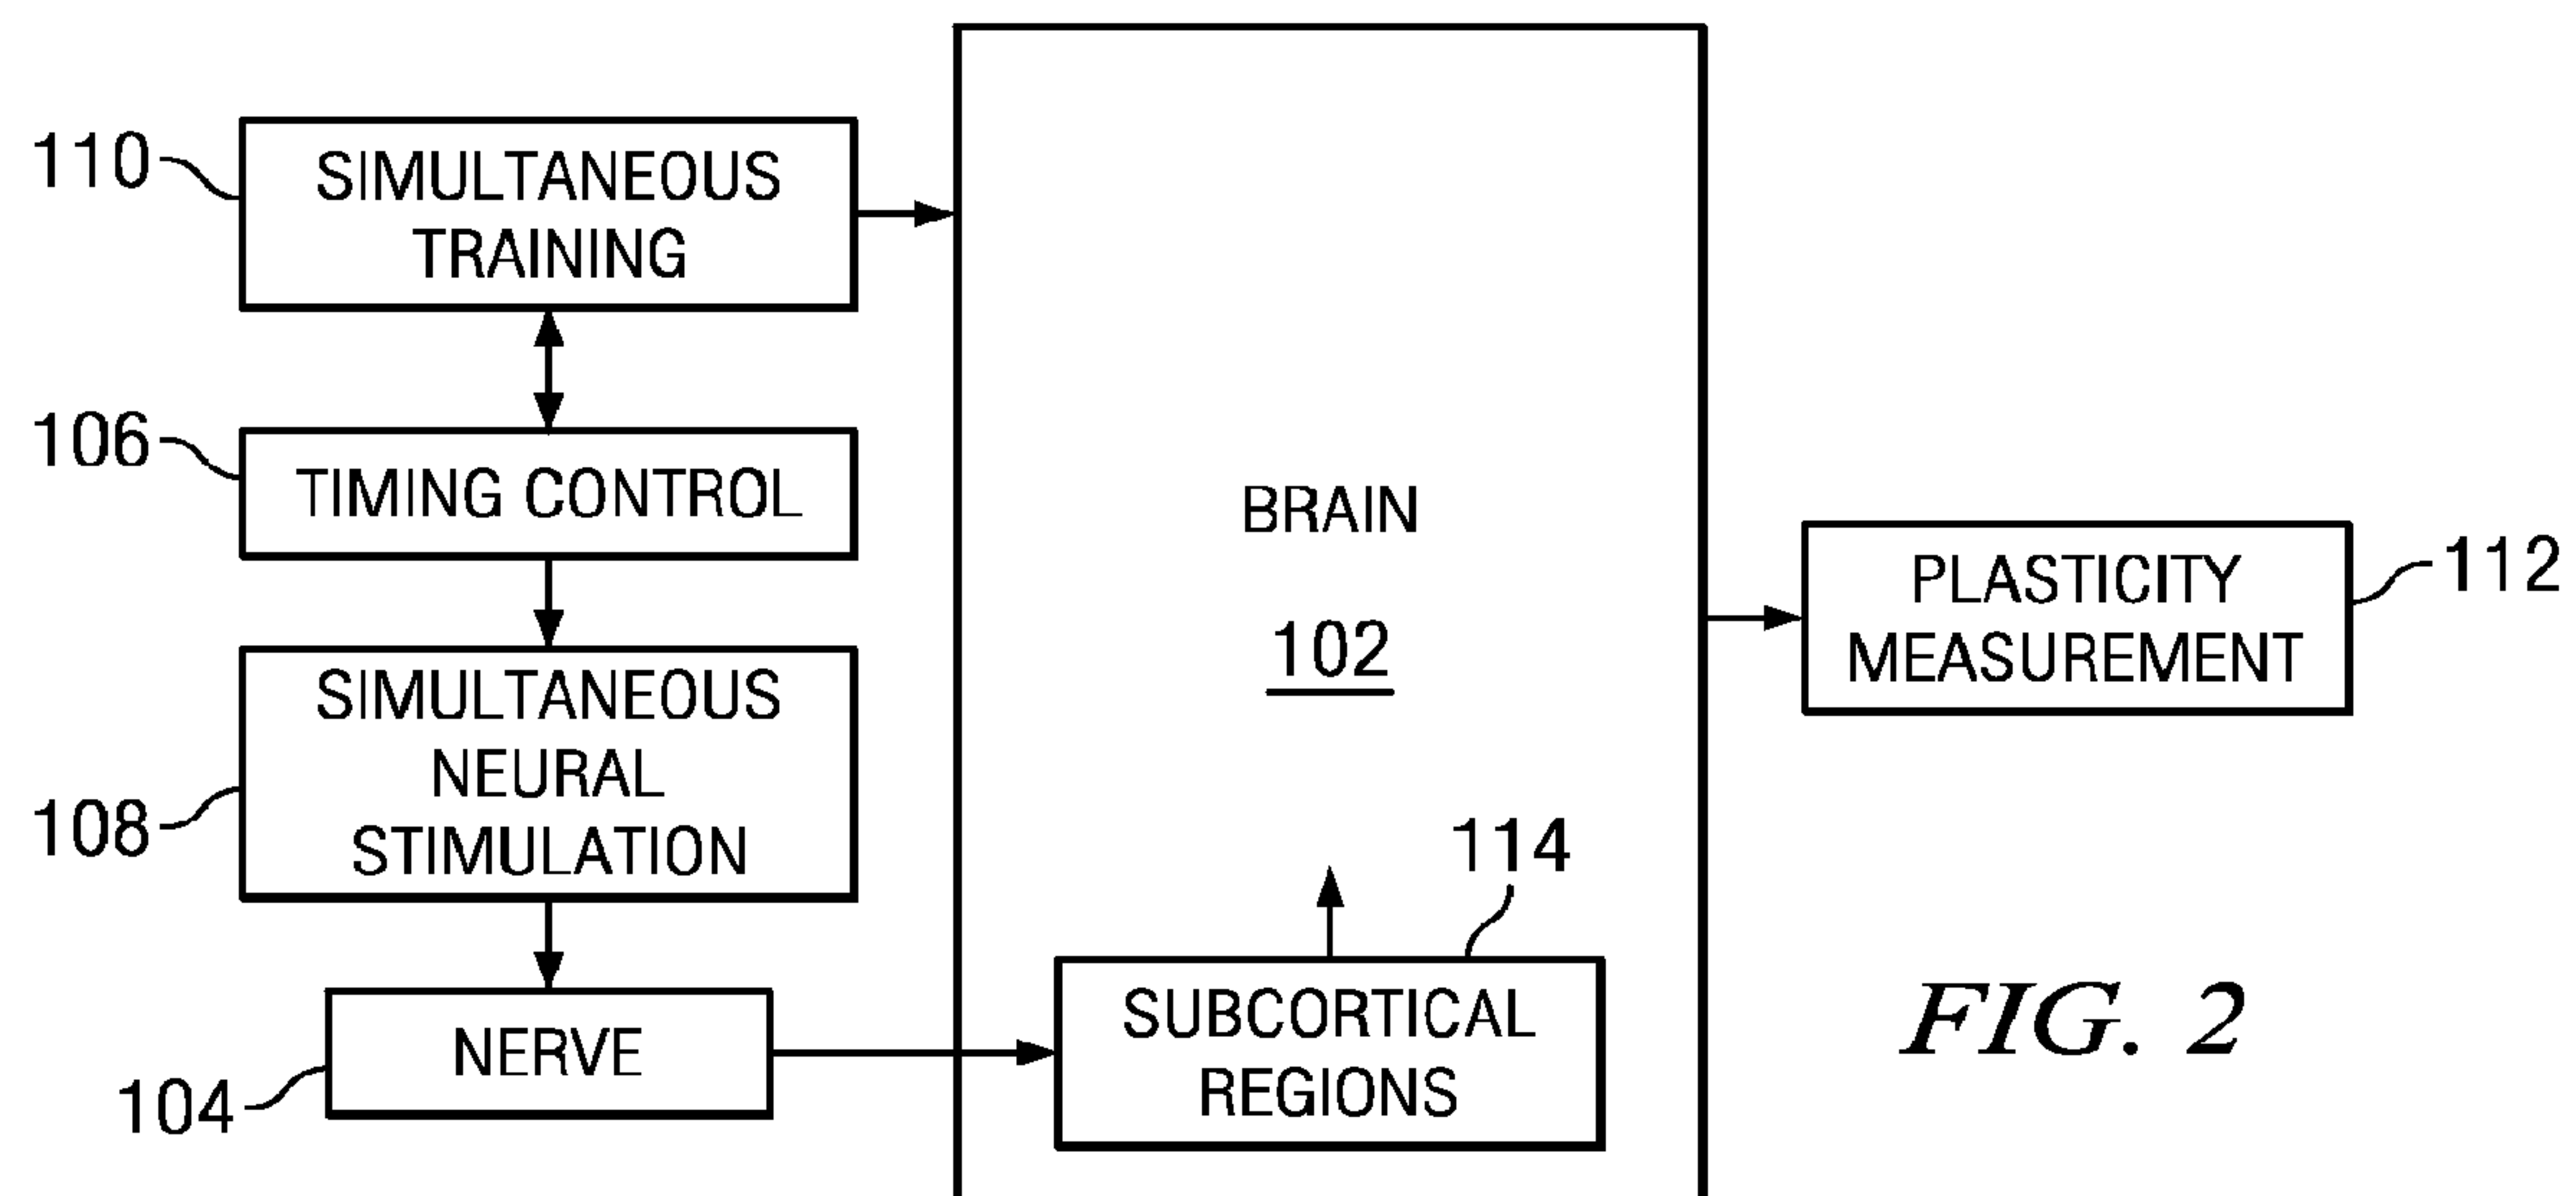 110
SIMULTANEOUS
TRAINING
106
TIMING CONTROL
108
SIMULTANEOUS
NEURAL
STIMULATION
104
NERVE
BRAIN
102
114
SUBCORTICAL
REGIONS
PLASTICITY
MEASUREMENT
112
FIG. 2